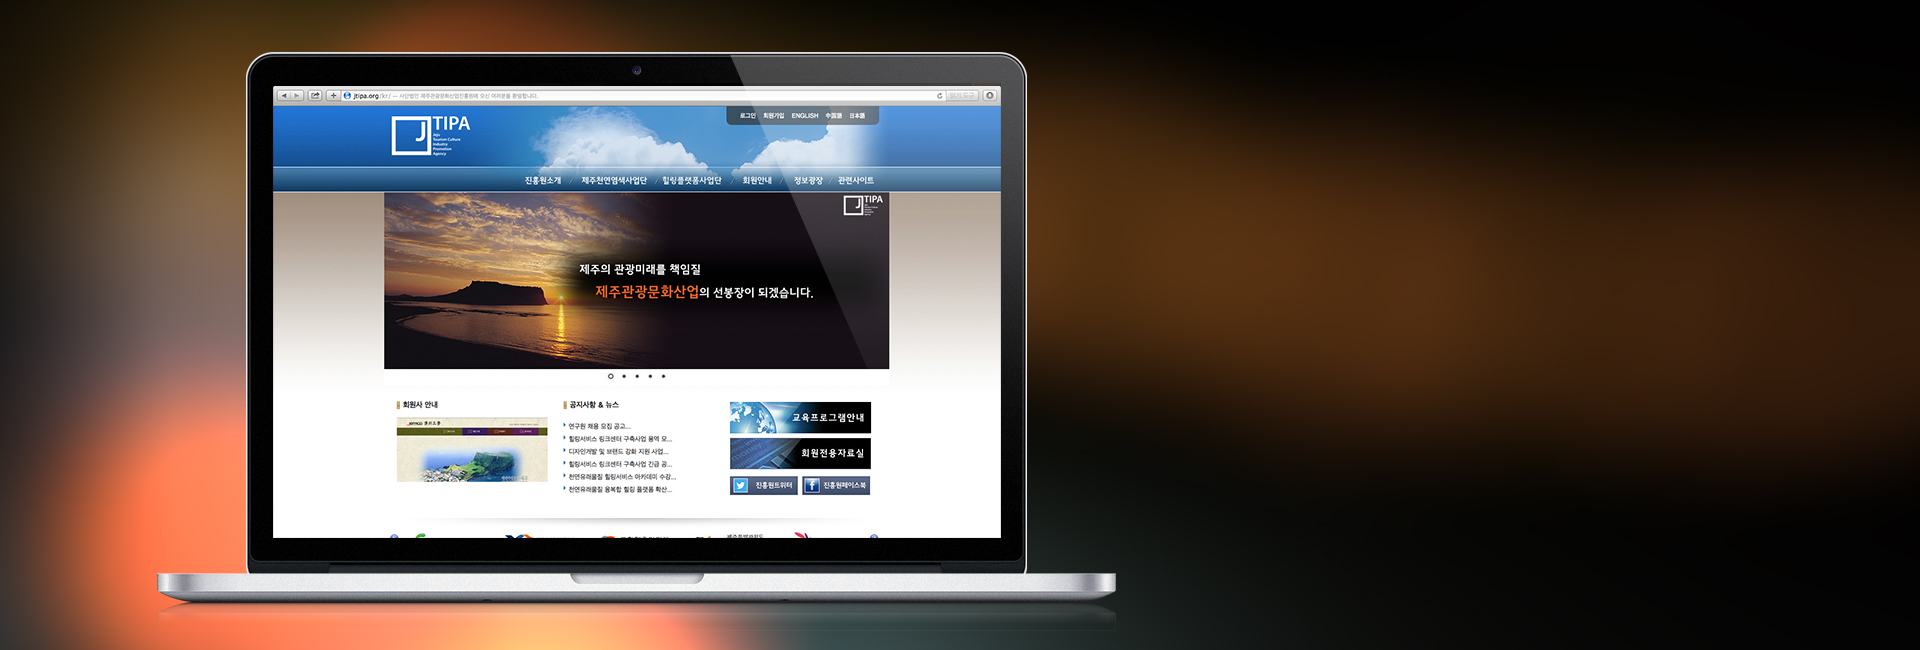 jtipa.org/kr/ — 사단법인 제주관광문화산업진흥원에 오신 여러분을 환영합니다.
로그인 회원가입 ENGLISH 中国語 日本語
J TIPA
Jeju
Tourism Culture
Industry
Promotion
Agency
진흥원소개 / 제주천연염색사업단 / 힐링플랫폼사업단 / 회원안내 / 정보광장 / 관련사이트
J TIPA
제주의 관광미래를 책임질
제주관광문화산업의 선봉장이 되겠습니다.
회원사 안내
공지사항 & 뉴스
연구원 채용 모집 공고...
힐링서비스 링크센터 구축사업 용역 모...
디자인개발 및 브랜드 강화 지원 사업...
힐링서비스 링크센터 구축사업 긴급 공...
천연유래물질 힐링서비스 아카데미 수강...
천연유래물질 융복합 힐링 플랫폼 확산...
교육프로그램안내
회원전용자료실
진흥원트위터
진흥원페이스북